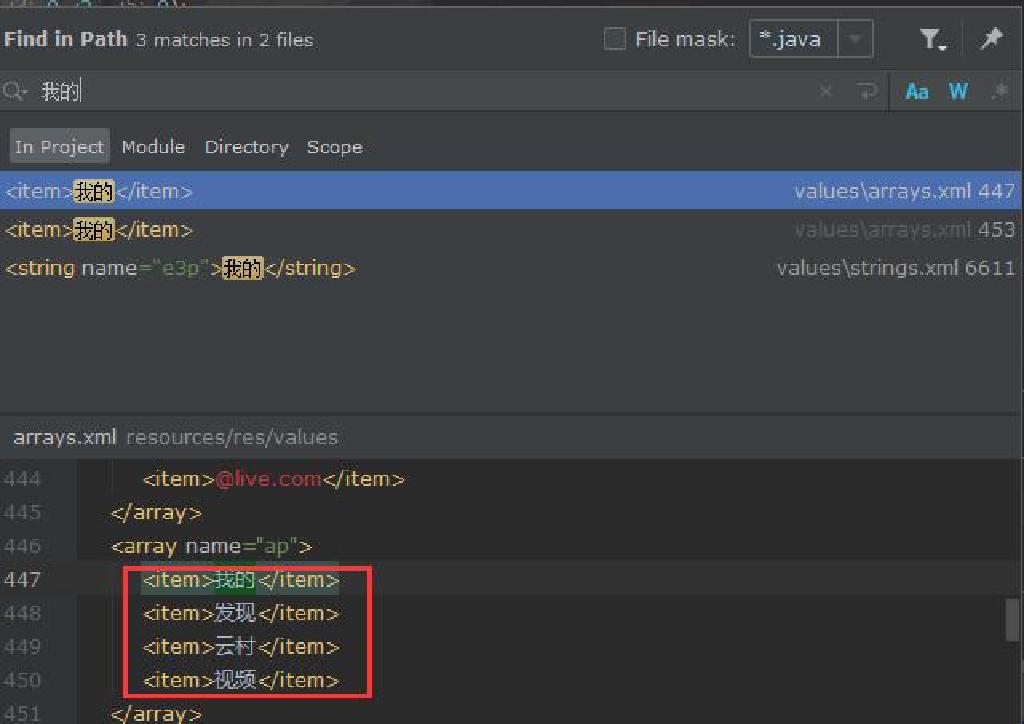 Find in Path 3 matches in 2 files File mask: *.java
我的 Aa W .*
In Project Module Directory Scope
<item>我的</item> values\arrays.xml 447
<item>我的</item> values\arrays.xml 453
<string name="e3p">我的</string> values\strings.xml 6611
arrays.xml resources/res/values
444 <item>@live.com</item>
445 </array>
446 <array name="ap">
447 <item>我的</item>
448 <item>发现</item>
449 <item>云村</item>
450 <item>视频</item>
451 </array>